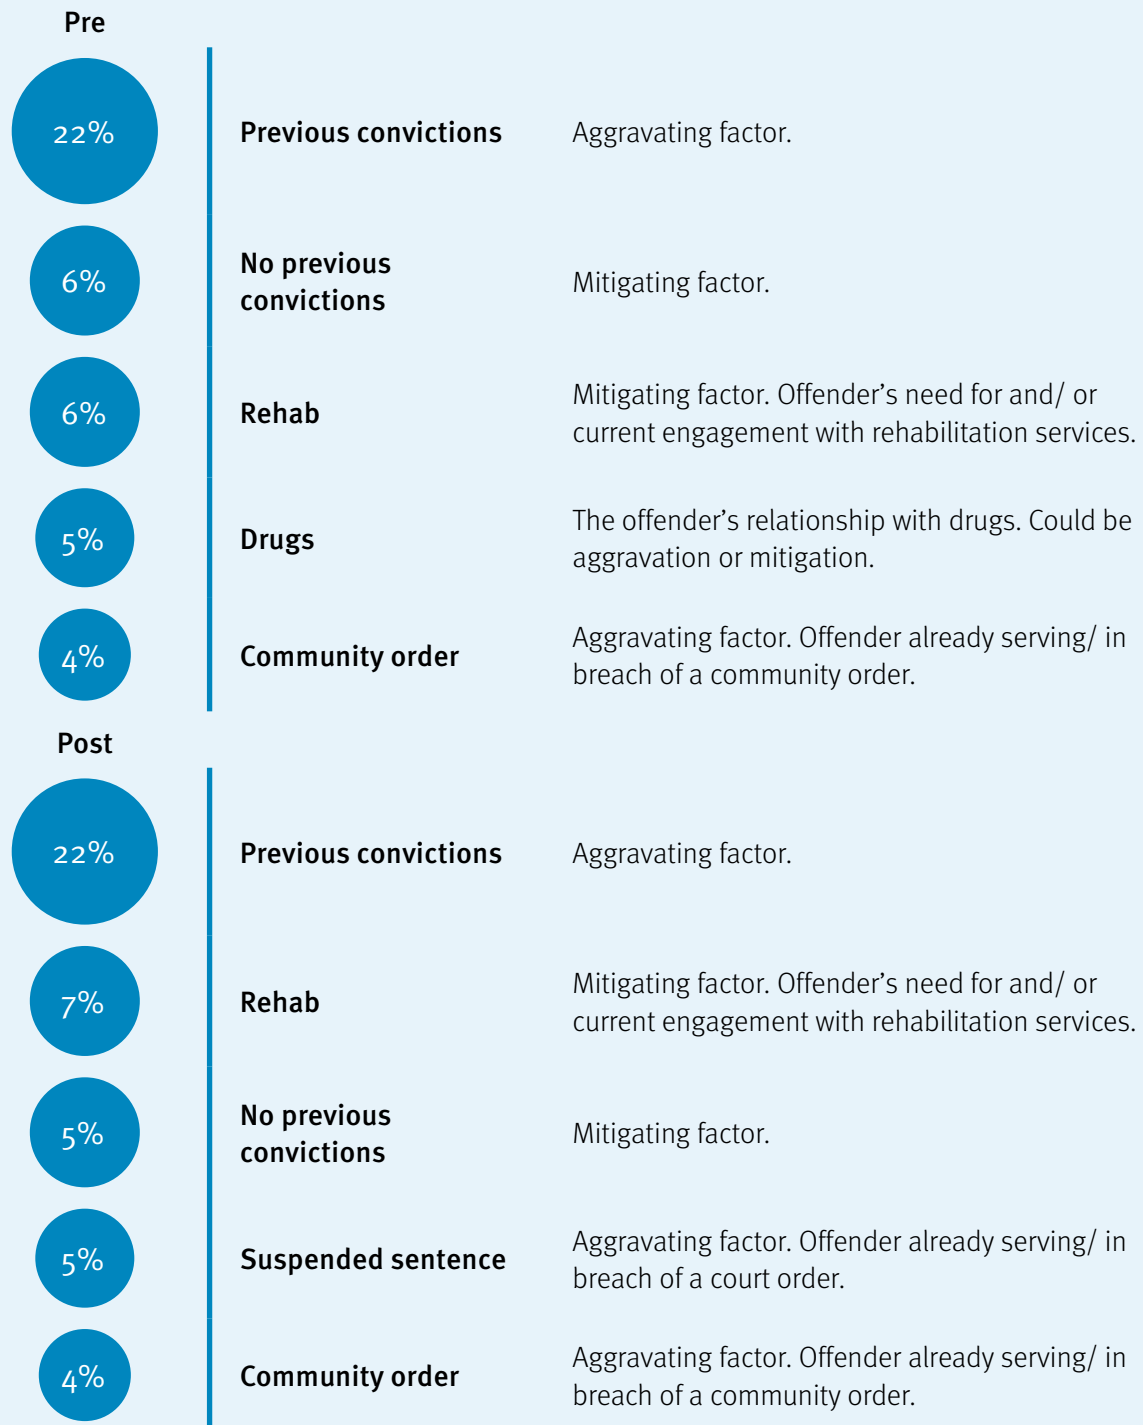 Pre
22%
Previous convictions
Aggravating factor.
6%
No previous
convictions
Mitigating factor.
6%
Rehab
Mitigating factor. Offender’s need for and/ or
current engagement with rehabilitation services.
5%
Drugs
The offender’s relationship with drugs. Could be
aggravation or mitigation.
4%
Community order
Aggravating factor. Offender already serving/ in
breach of a community order.
Post
22%
Previous convictions
Aggravating factor.
7%
Rehab
Mitigating factor. Offender’s need for and/ or
current engagement with rehabilitation services.
5%
No previous
convictions
Mitigating factor.
5%
Suspended sentence
Aggravating factor. Offender already serving/ in
breach of a court order.
4%
Community order
Aggravating factor. Offender already serving/ in
breach of a community order.